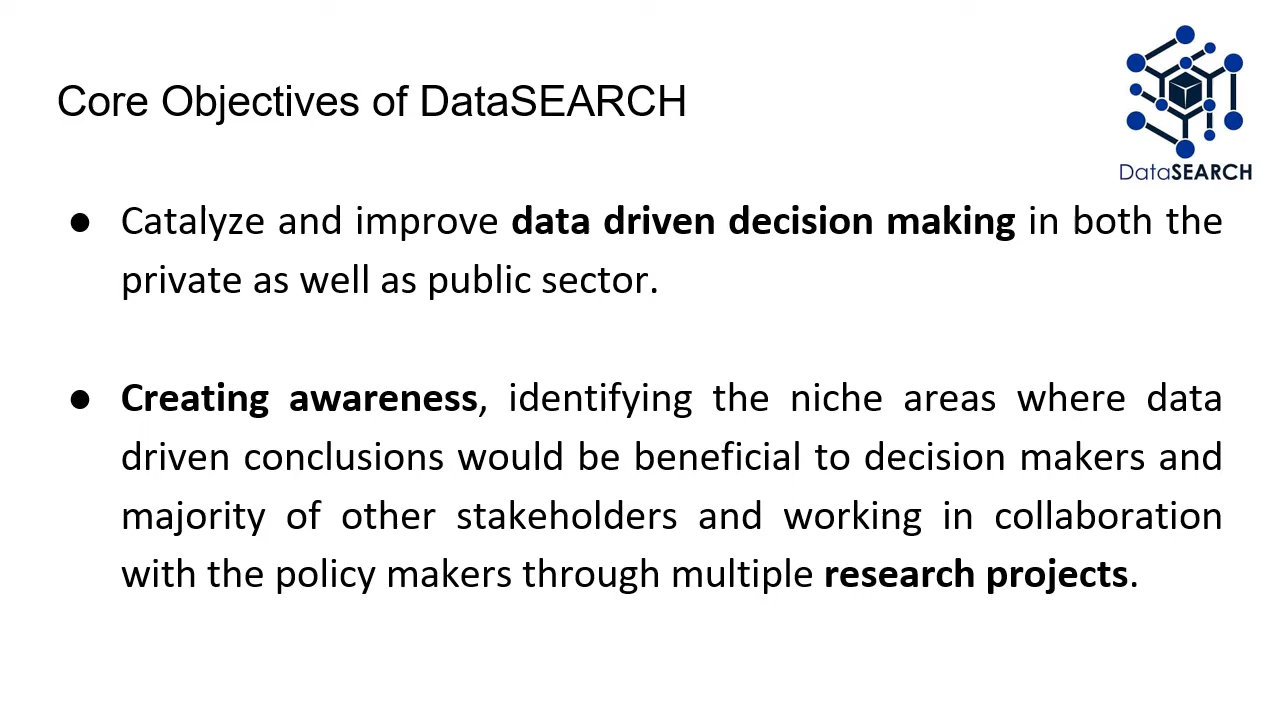 Core Objectives of DataSEARCH
DataSEARCH
● Catalyze and improve data driven decision making in both the
private as well as public sector.
● Creating awareness, identifying the niche areas where data
driven conclusions would be beneficial to decision makers and
majority of other stakeholders and working in collaboration
with the policy makers through multiple research projects.